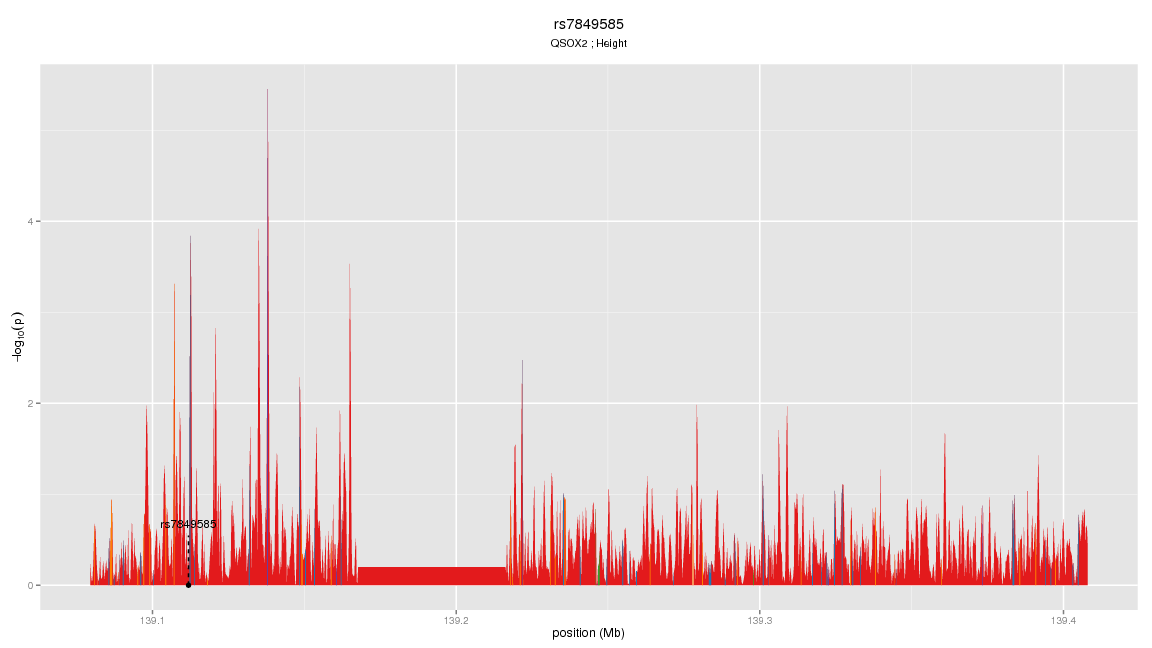 rs7849585
QSOX2 ; Height
−log10(p)
4
2
0
rs7849585
139.1
139.2
139.3
139.4
position (Mb)